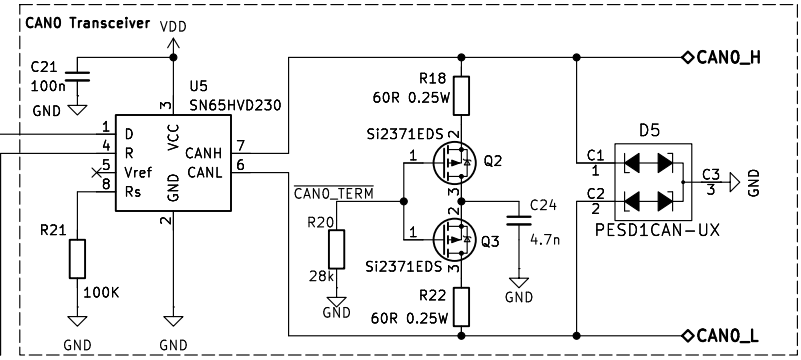 CAN0 Transceiver
VDD
C21
100n
GND
U5
SN65HVD230
3
VCC
1
D
4
R
5
Vref
8
Rs
CANH
7
CANL
6
GND
2
R21
100K
GND
GND
CAN0_TERM
R20
28k
GND
R18
60R 0.25W
Si2371EDS
2
1
Q2
3
2
1
Q3
Si2371EDS
3
R22
60R 0.25W
C24
4.7n
GND
CAN0_H
D5
C1
1
C2
2
C3
3
GND
PESD1CAN-UX
CAN0_L